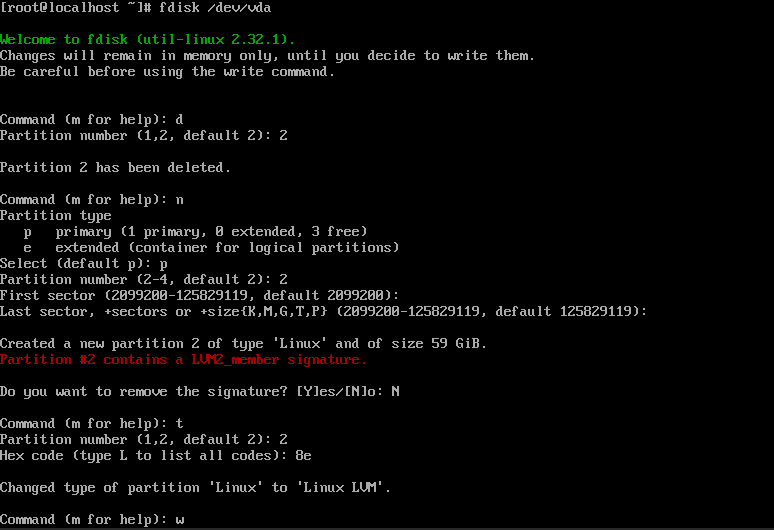 [root@localhost ~]# fdisk /dev/vda
Welcome to fdisk (util-linux 2.32.1).
Changes will remain in memory only, until you decide to write them.
Be careful before using the write command.
Command (m for help): d
Partition number (1,2, default 2): 2
Partition 2 has been deleted.
Command (m for help): n
Partition type
   p   primary (1 primary, 0 extended, 3 free)
   e   extended (container for logical partitions)
Select (default p): p
Partition number (2-4, default 2): 2
First sector (2099200-125829119, default 2099200):
Last sector, +sectors or +size{K,M,G,T,P} (2099200-125829119, default 125829119):
Created a new partition 2 of type 'Linux' and of size 59 GiB.
Partition #2 contains a LVM2_member signature.
Do you want to remove the signature? [Y]es/[N]o: N
Command (m for help): t
Partition number (1,2, default 2): 2
Hex code (type L to list all codes): 8e
Changed type of partition 'Linux' to 'Linux LVM'.
Command (m for help): w